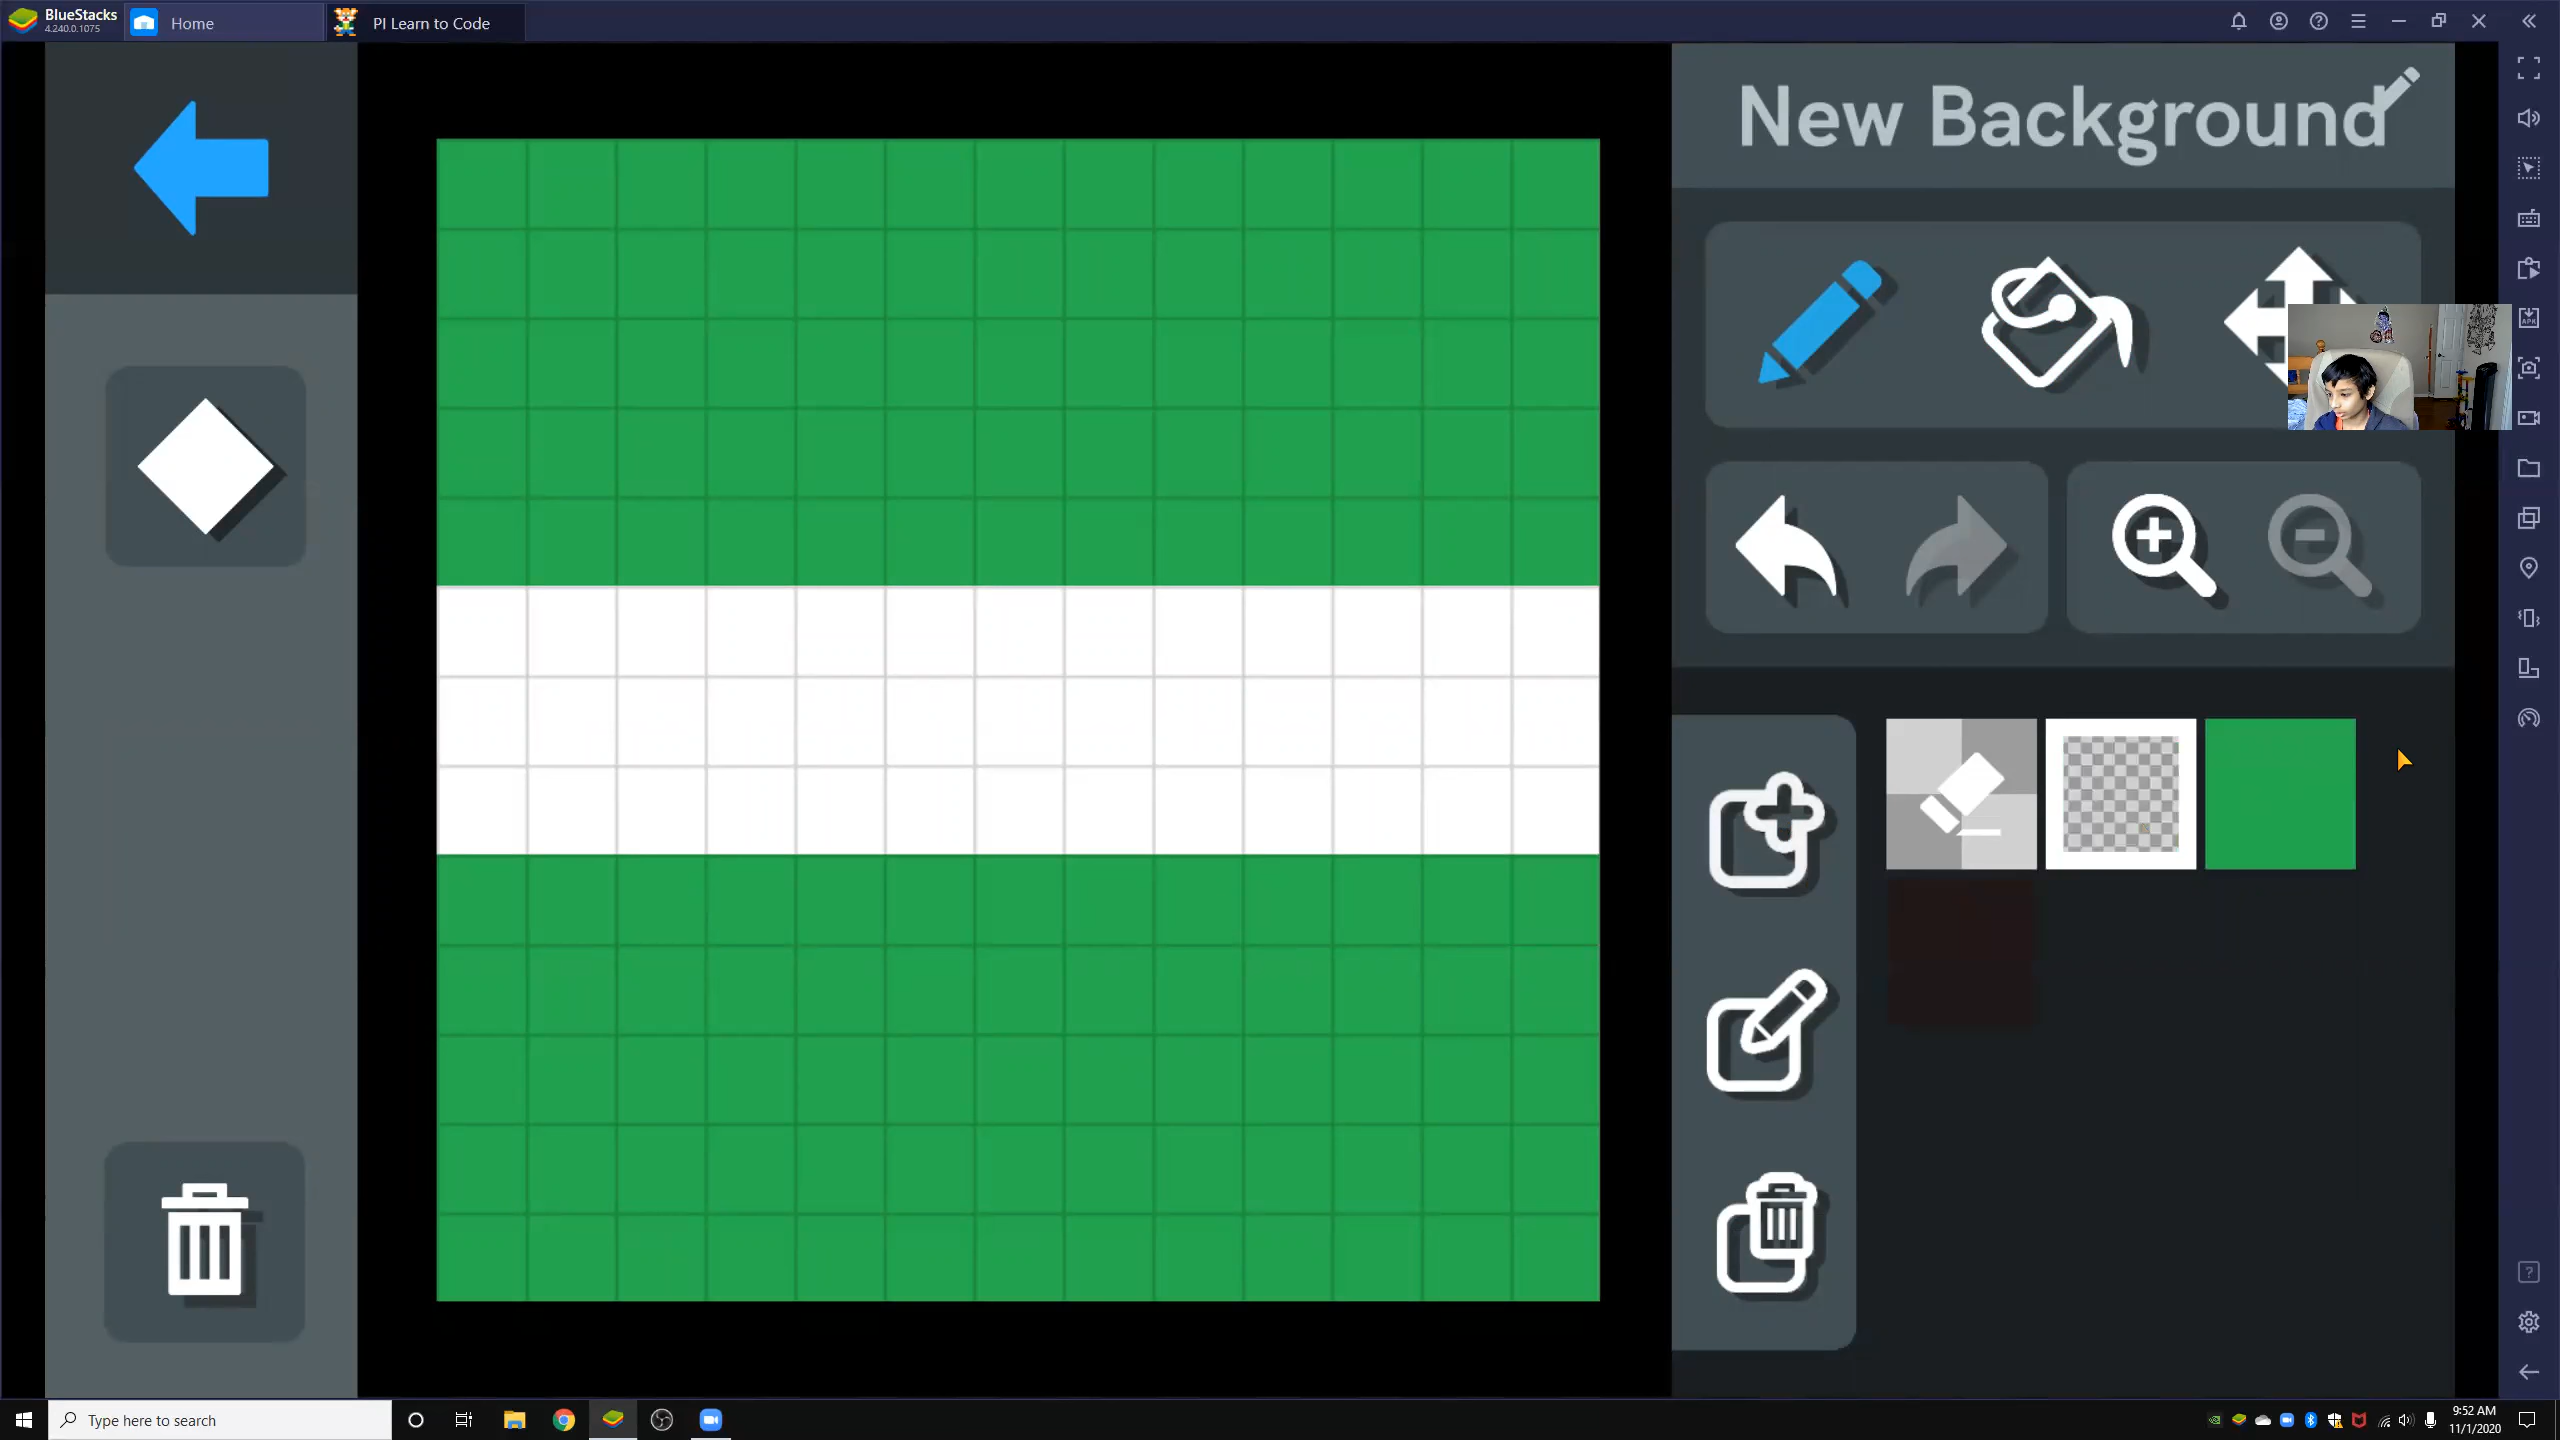 BlueStacks
4.240.0.1075
Home
PI Learn to Code
New Background
APK
Type here to search
9:52 AM
11/1/2020